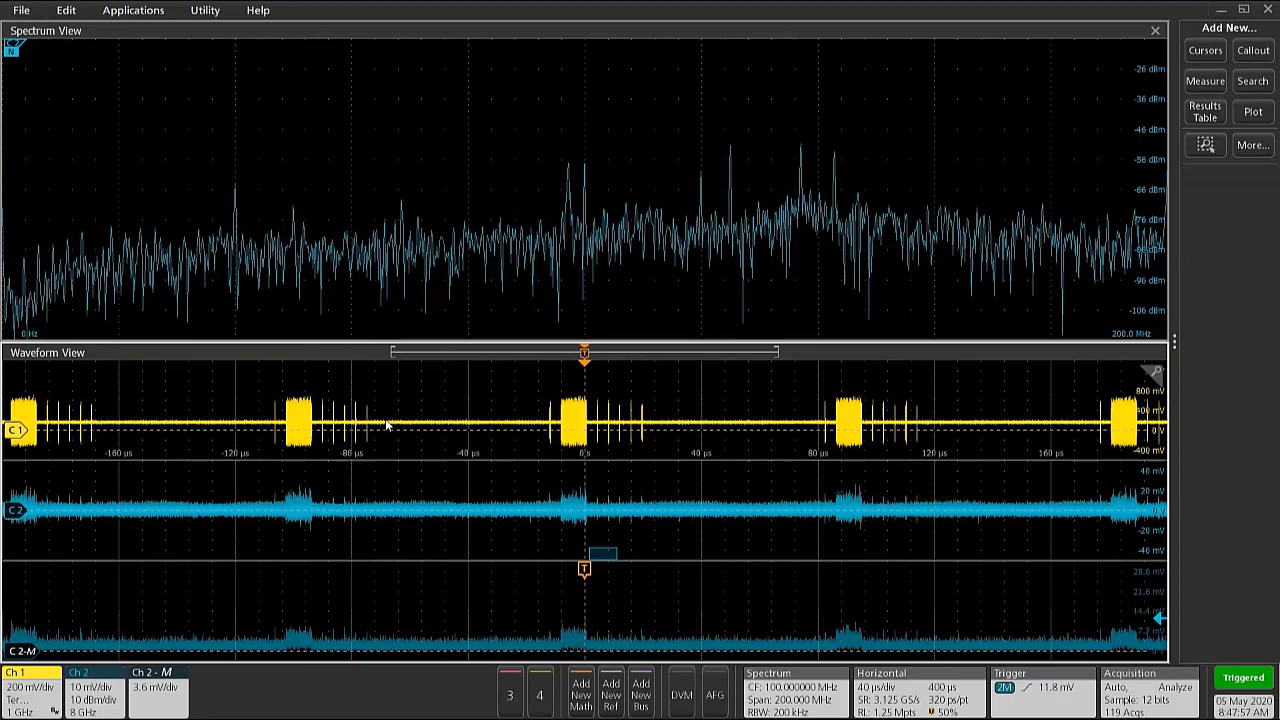 File Edit Applications Utility Help
Spectrum View
Add New...
Cursors Callout
Measure Search
Results Table Plot
More...
N
-26 dBm
-36 dBm
-46 dBm
-56 dBm
-66 dBm
-76 dBm
-96 dBm
-106 dBm
0 Hz 200.0 MHz
Waveform View
T
800 mV
400 mV
0 V
-400 mV
C 1
-160 µs -120 µs -80 µs -40 µs 0 s 40 µs 80 µs 120 µs 160 µs
40 mV
20 mV
C 2
-20 mV
-40 mV
T
28.8 mV
21.6 mV
14.4 mV
C 2-M
Ch 1
200 mV/div
Ter...
1 GHz
Ch 2
10 mV/div
10 dBm/div
8 GHz
Ch 2 - M
3.6 mV/div
3
4
Add New Math
Add New Ref
Add New Bus
DVM
AFG
Spectrum
CF: 100.000000 MHz
Span: 200.000 MHz
RBW: 200 kHz
Horizontal
40 µs/div 400 µs
SR: 3.125 GS/s 320 ps/pt
RL: 1.25 Mpts 50%
Trigger
2M 11.8 mV
Acquisition
Auto, Analyze
Sample: 12 bits
119 Acqs
Triggered
05 May 2020
8:47:57 AM